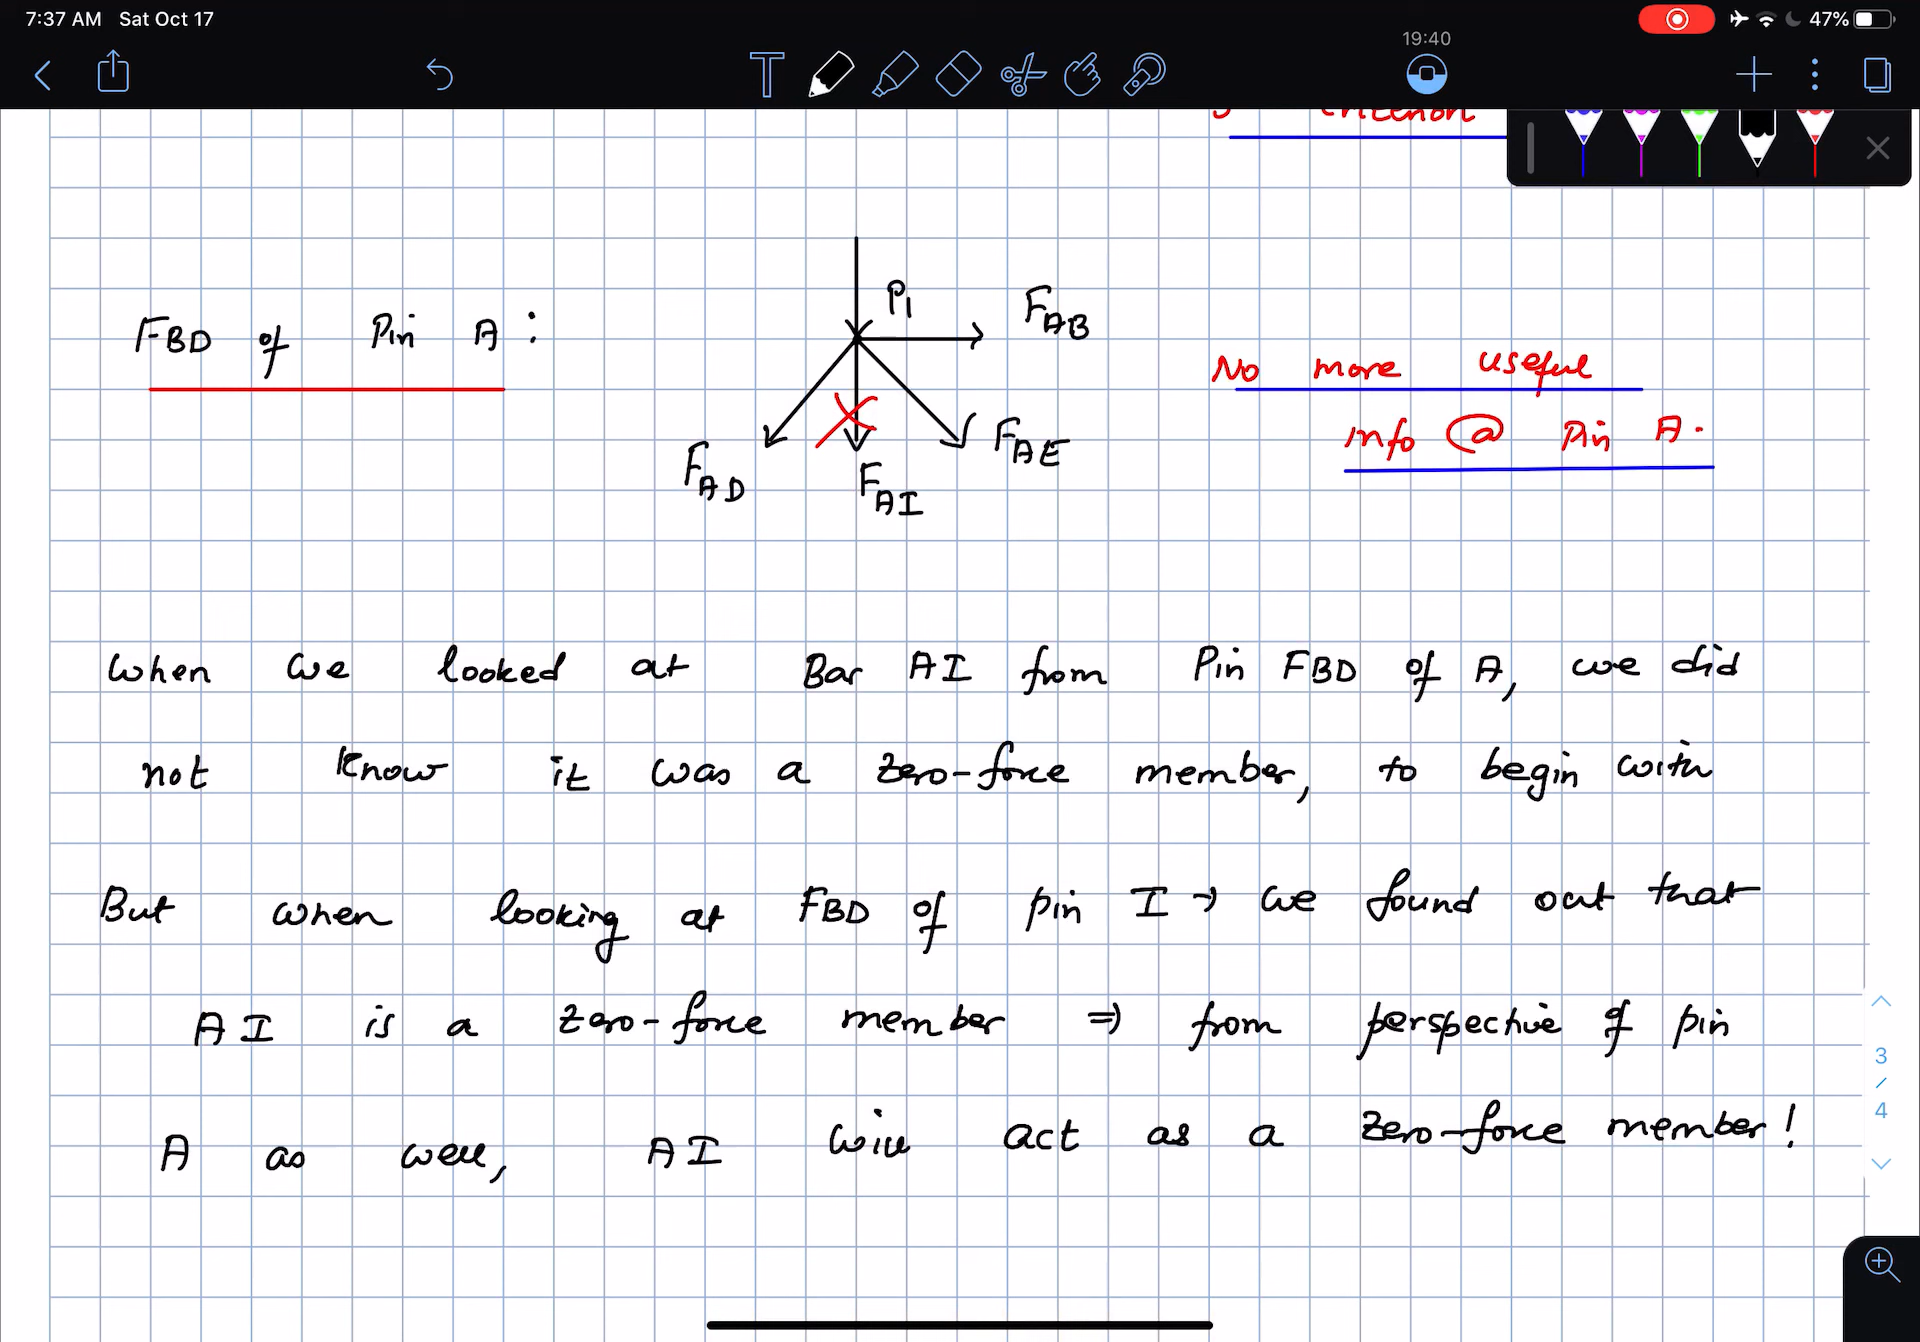 7:37 AM Sat Oct 17
47%
19:40
criterion
FBD of Pin A :
P1
FAB
FAD
FAI
FAE
No more useful
info @ Pin A.
When we looked at Bar AI from Pin FBD of A, we did
not know it was a zero-force member, to begin with
But when looking at FBD of pin I → we found out that
AI is a zero-force member ⇒ from perspective of pin
A as well, AI will act as a zero-force member!
3
/
4